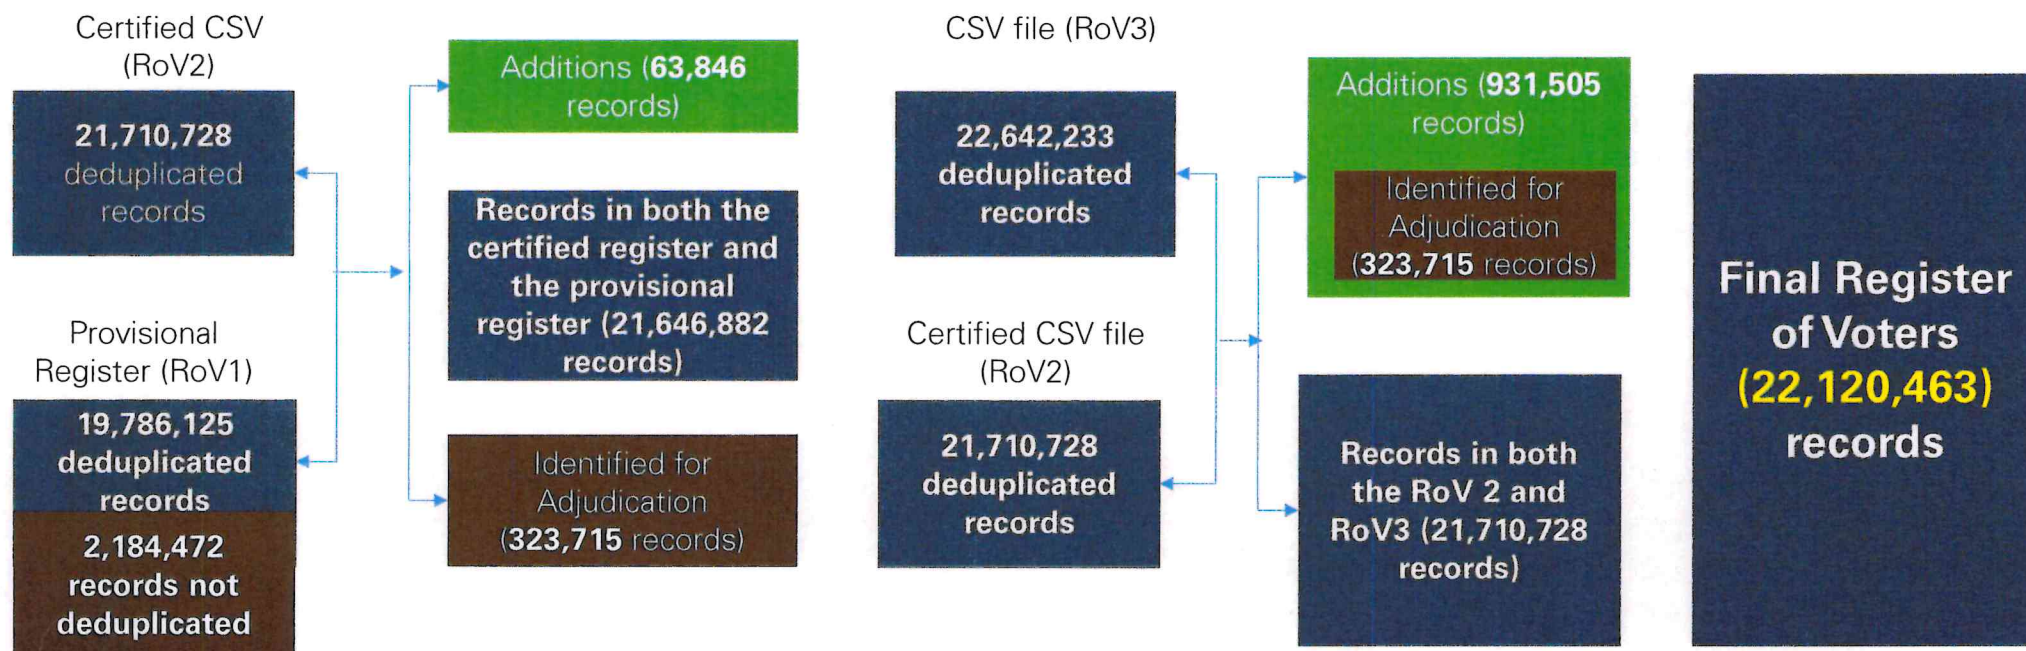 Certified CSV
(RoV2)
21,710,728
deduplicated
records
Provisional
Register (RoV1)
19,786,125
deduplicated
records
2,184,472
records not
deduplicated
Additions (63,846
records)
Records in both the
certified register and
the provisional
register (21,646,882
records)
Identified for
Adjudication
(323,715 records)
CSV file (RoV3)
22,642,233
deduplicated
records
Certified CSV file
(RoV2)
21,710,728
deduplicated
records
Additions (931,505
records)
Identified for
Adjudication
(323,715 records)
Records in both
the RoV 2 and
RoV3 (21,710,728
records)
Final Register
of Voters
(22,120,463)
records